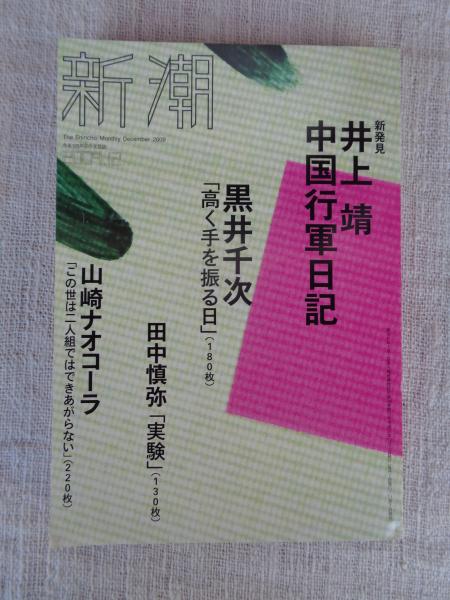 新潮
The Shincho Monthly December 2009
新発見
井上 靖
中国行軍日記
黒井千次
「高く手を振る日」(180枚)
田中慎弥「実験」(130枚)
山崎ナオコーラ
「この世は二人組ではできあがらない」(220枚)